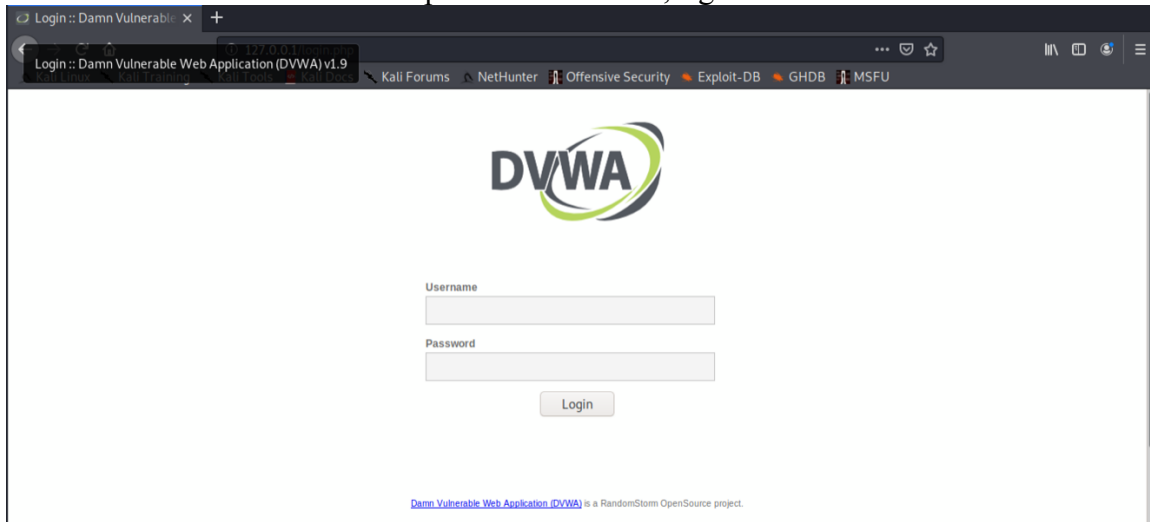 Login :: Damn Vulnerable
127.0.0.1/login.php
Login :: Damn Vulnerable Web Application (DVWA) v1.9
Kali Linux Kali Training Kali Tools Kali Docs Kali Forums NetHunter Offensive Security Exploit-DB GHDB MSFU
DVWA
Username
Password
Login
Damn Vulnerable Web Application (DVWA) is a RandomStorm OpenSource project.